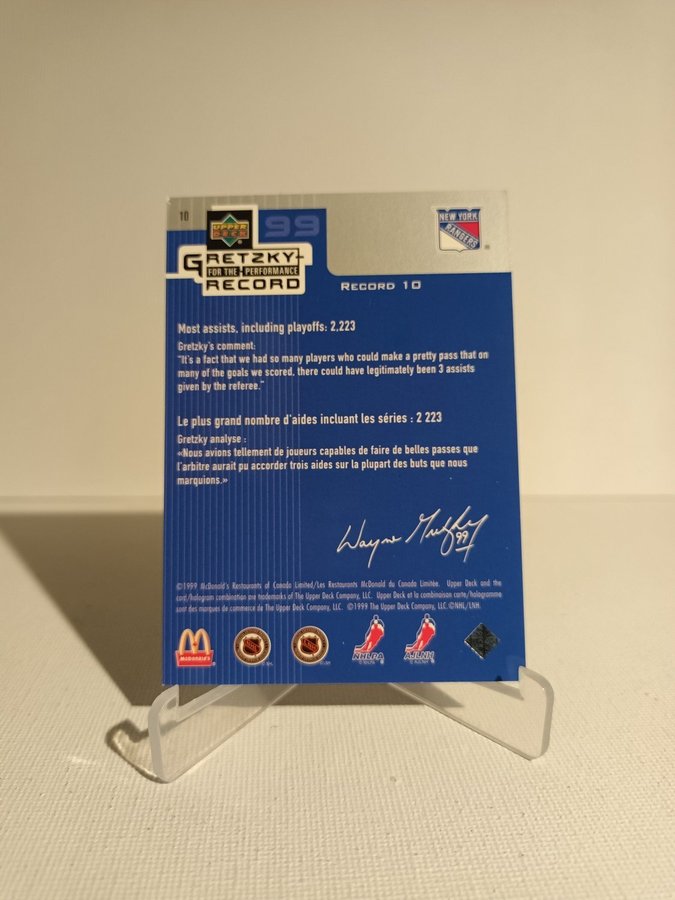 10
UPPER DECK
99
NEW YORK
RANGERS
GRETZKY
FOR THE PERFORMANCE
RECORD
RECORD 10
Most assists, including playoffs: 2,223
Gretzky's comment:
"It's a fact that we had so many players who could make a pretty pass that on
many of the goals we scored, there could have legitimately been 3 assists
given by the referee."
Le plus grand nombre d'aides incluant les séries : 2 223
Gretzky analyse :
«Nous avions tellement de joueurs capables de faire de belles passes que
l'arbitre aurait pu accorder trois aides sur la plupart des buts que nous
marquions.»
Wayne Gretzky
99
©1999 McDonald's Restaurants of Canada Limited/Les Restaurants McDonald du Canada Limitée. Upper Deck and the
card/hologram combination are trademarks of The Upper Deck Company, LLC. Upper Deck et la combinaison carte/hologramme
sont des marques de commerce de The Upper Deck Company, LLC. ©1999 The Upper Deck Company, LLC ©NHL/LNH.
McDonald's
NHLPA
AJLNH